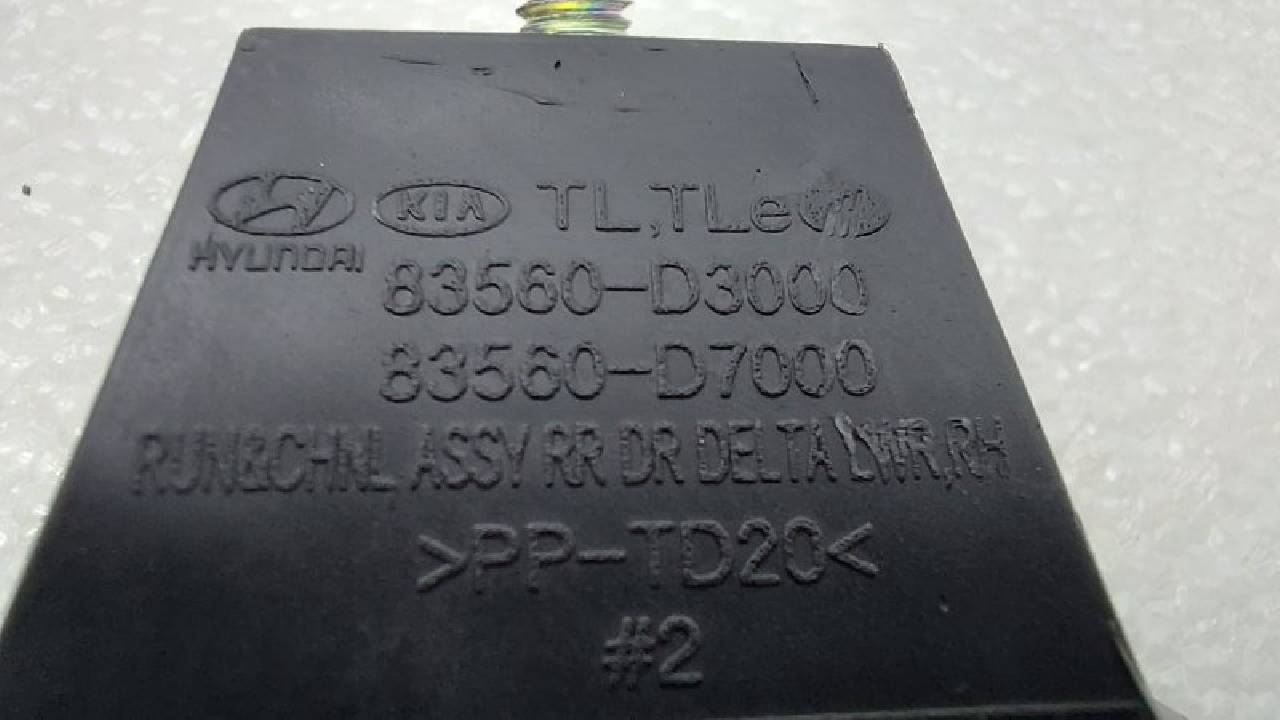 HYUNDAI KIA TL,TLe
83560-D3000
83560-D7000
RUN&CHNL ASSY RR DR DELTA LWR,RH
>PP-TD20<
#2